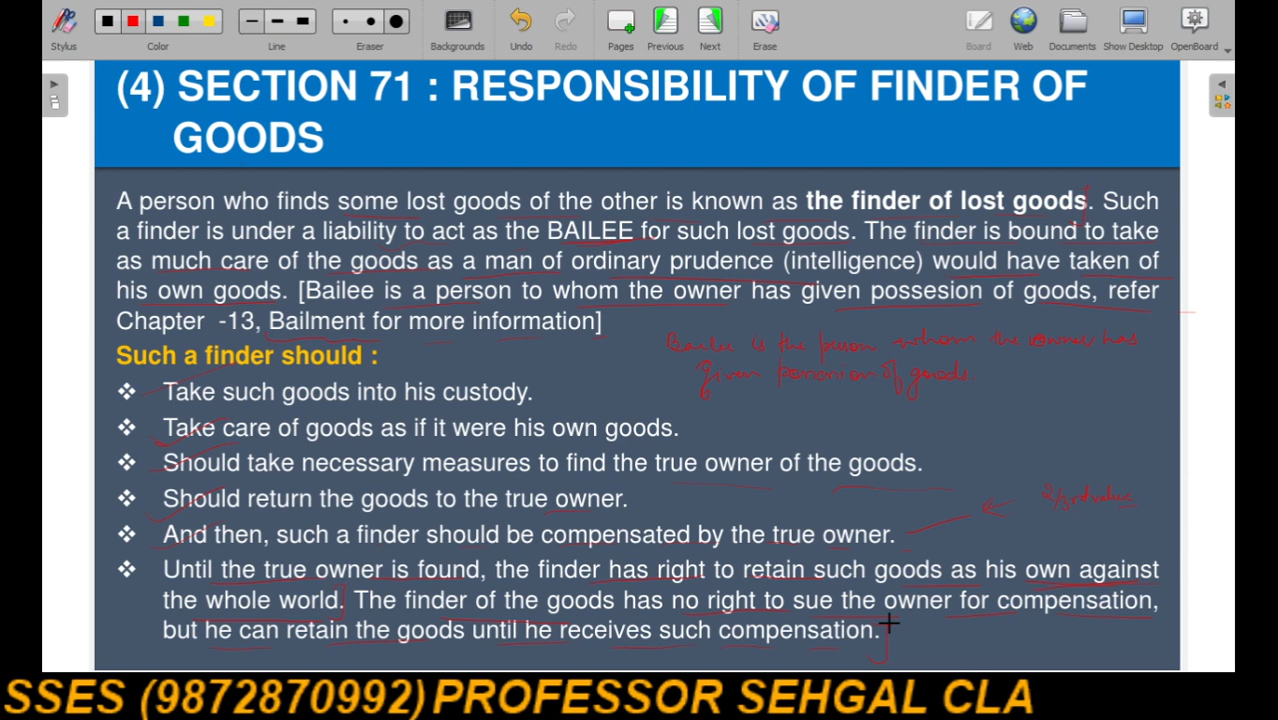 Stylus
Color
Line
Eraser
Backgrounds
Undo
Redo
Pages
Previous
Next
Erase
Board
Web
Documents
Show Desktop
OpenBoard
(4) SECTION 71 : RESPONSIBILITY OF FINDER OF
GOODS
A person who finds some lost goods of the other is known as the finder of lost goods. Such
a finder is under a liability to act as the BAILEE for such lost goods. The finder is bound to take
as much care of the goods as a man of ordinary prudence (intelligence) would have taken of
his own goods. [Bailee is a person to whom the owner has given possesion of goods, refer
Chapter -13, Bailment for more information]
Bailee is the person whom the owner has
given possession of goods.
Such a finder should :
❖ Take such goods into his custody.
❖ Take care of goods as if it were his own goods.
❖ Should take necessary measures to find the true owner of the goods.
❖ Should return the goods to the true owner.
2/3rd value
❖ And then, such a finder should be compensated by the true owner.
❖ Until the true owner is found, the finder has right to retain such goods as his own against
the whole world. The finder of the goods has no right to sue the owner for compensation,
but he can retain the goods until he receives such compensation.
SSES (9872870992) PROFESSOR SEHGAL CLA